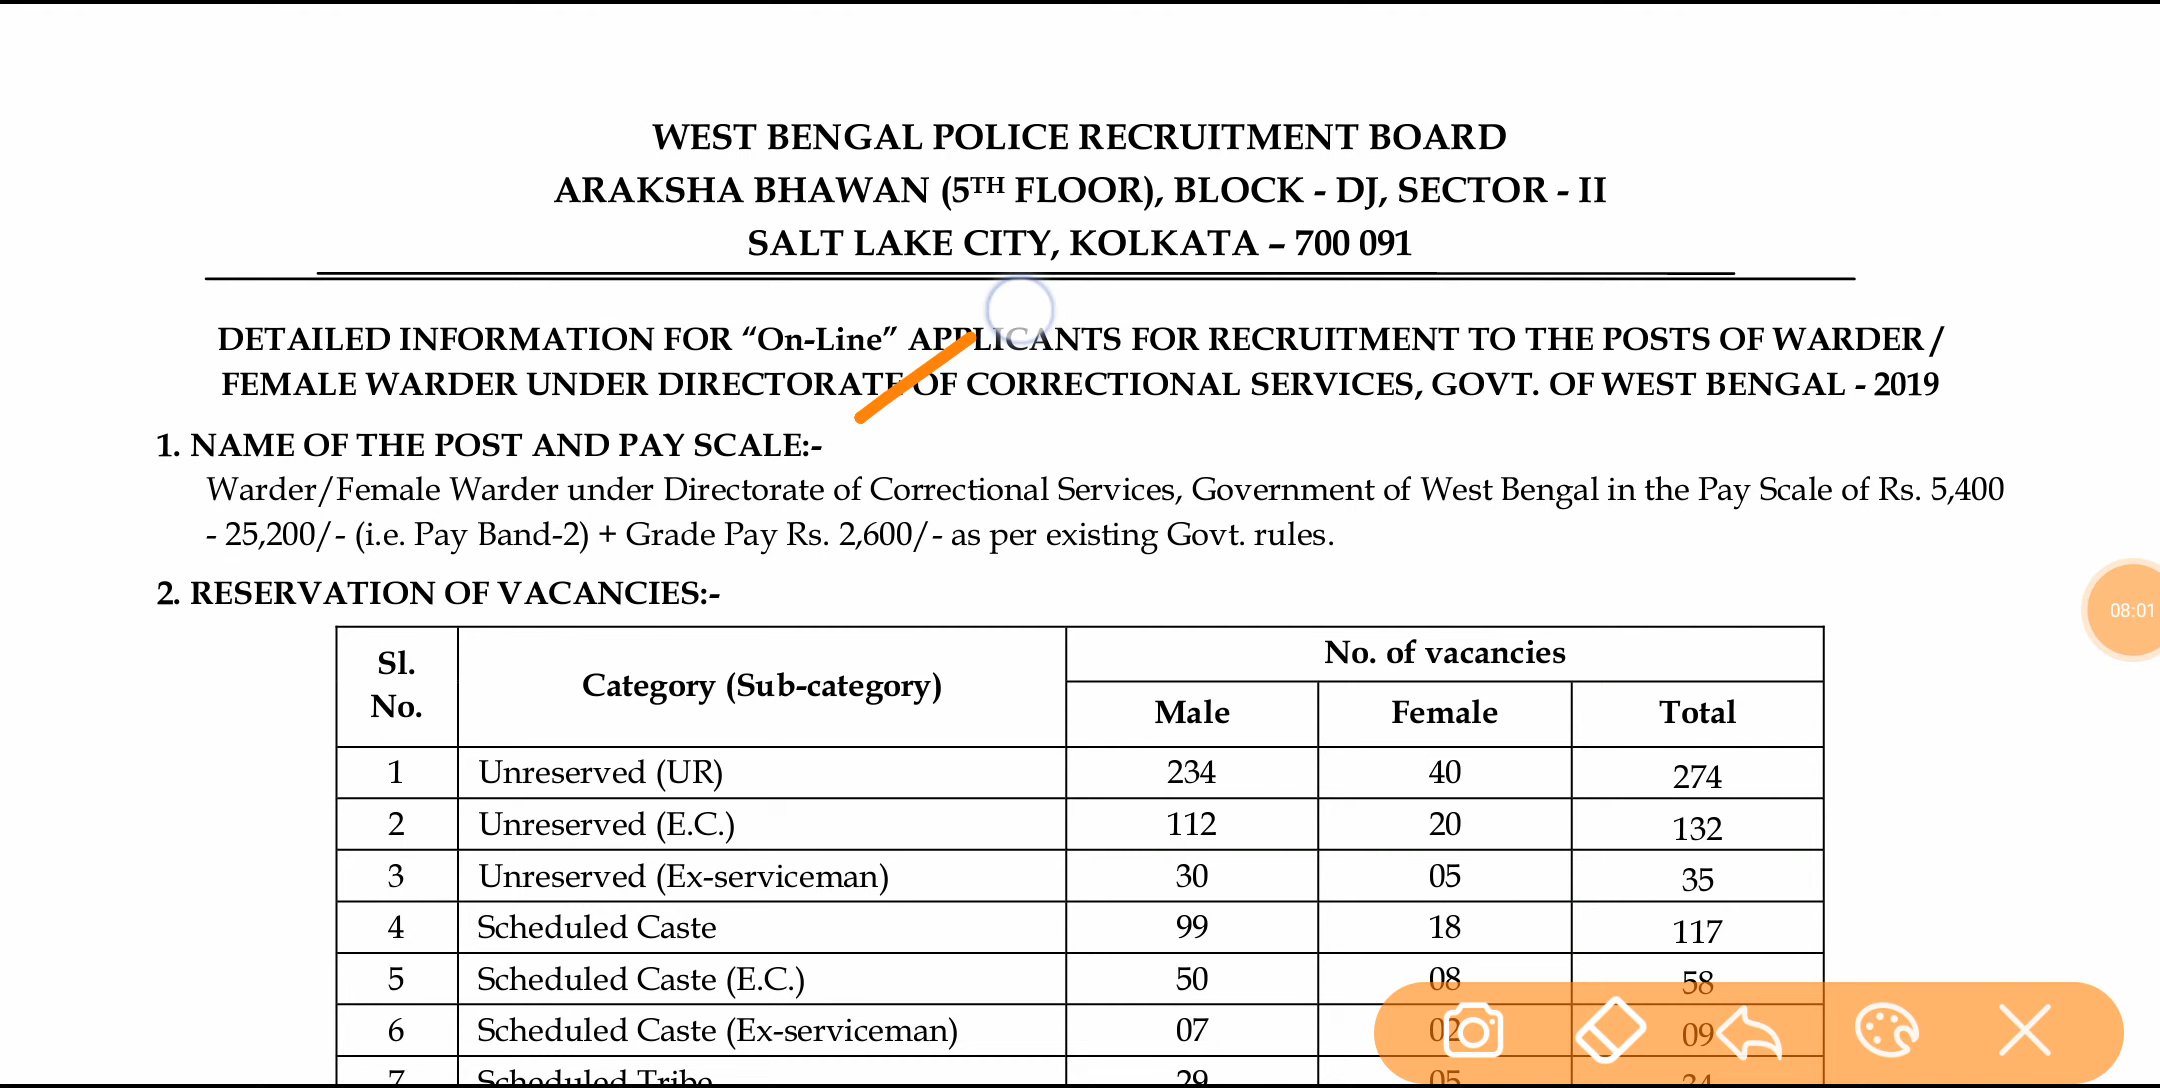 WEST BENGAL POLICE RECRUITMENT BOARD
ARAKSHA BHAWAN (5TH FLOOR), BLOCK - DJ, SECTOR - II
SALT LAKE CITY, KOLKATA – 700 091
DETAILED INFORMATION FOR “On-Line” APPLICANTS FOR RECRUITMENT TO THE POSTS OF WARDER/
FEMALE WARDER UNDER DIRECTORATE OF CORRECTIONAL SERVICES, GOVT. OF WEST BENGAL - 2019
1. NAME OF THE POST AND PAY SCALE:-
Warder/Female Warder under Directorate of Correctional Services, Government of West Bengal in the Pay Scale of Rs. 5,400
- 25,200/- (i.e. Pay Band-2) + Grade Pay Rs. 2,600/- as per existing Govt. rules.
08:01
2. RESERVATION OF VACANCIES:-
Sl. No. Category (Sub-category) No. of vacancies
Male Female Total
1 Unreserved (UR) 234 40 274
2 Unreserved (E.C.) 112 20 132
3 Unreserved (Ex-serviceman) 30 05 35
4 Scheduled Caste 99 18 117
5 Scheduled Caste (E.C.) 50 08 58
6 Scheduled Caste (Ex-serviceman) 07 02 09
7 Scheduled Tribe 29 05 34